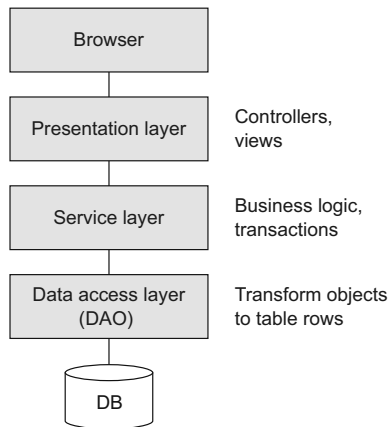 Browser
Presentation layer
Controllers,
views
Service layer
Business logic,
transactions
Data access layer
(DAO)
Transform objects
to table rows
DB